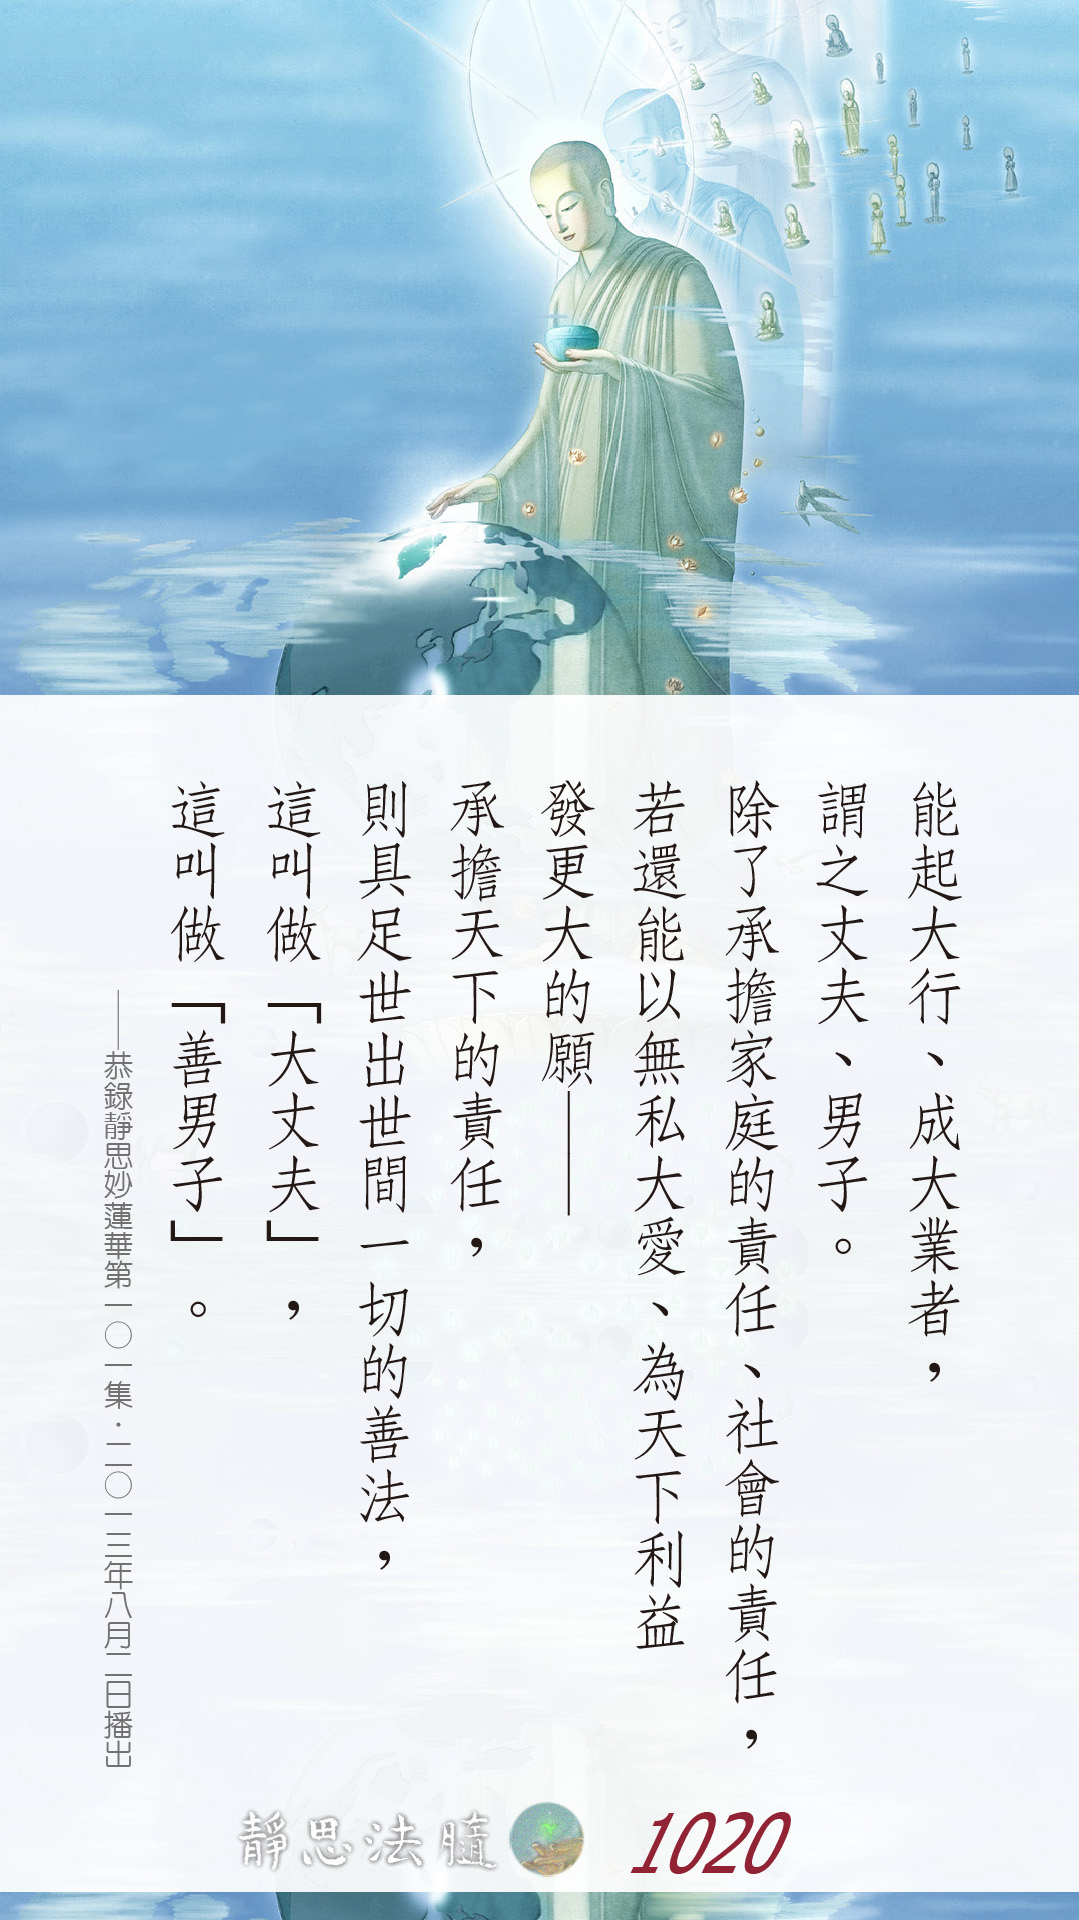 能起大行、成大業者，
謂之丈夫、男子。
除了承擔家庭的責任、社會的責任，
若還能以無私大愛、為天下利益
發更大的願——
承擔天下的責任，
則具足世出世間一切的善法，
這叫做「大丈夫」，
這叫做「善男子」。
——恭錄靜思妙蓮華第一〇一集・二〇一三年八月二日播出
靜思法髓
1020